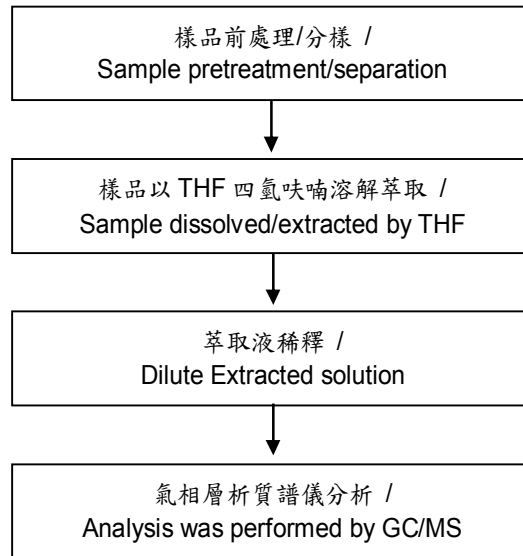 樣品前處理/分樣 /
Sample pretreatment/separation
樣品以 THF 四氫呋喃溶解萃取 /
Sample dissolved/extracted by THF
萃取液稀釋 /
Dilute Extracted solution
氣相層析質譜儀分析 /
Analysis was performed by GC/MS